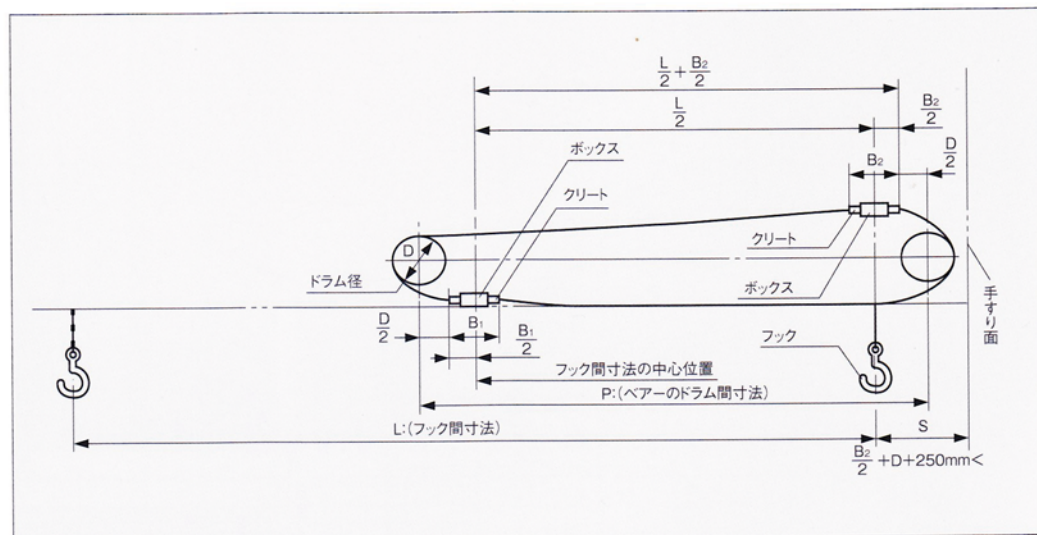 L/2 + B₂/2
L/2
B₂/2
B₂
D/2
ボックス
クリート
D
クリート
ドラム径
ボックス
手すり面
D/2
B₁
B₁/2
フック
フック間寸法の中心位置
P:(ベアーのドラム間寸法)
L:(フック間寸法)
S
B₂/2 +D+250mm<